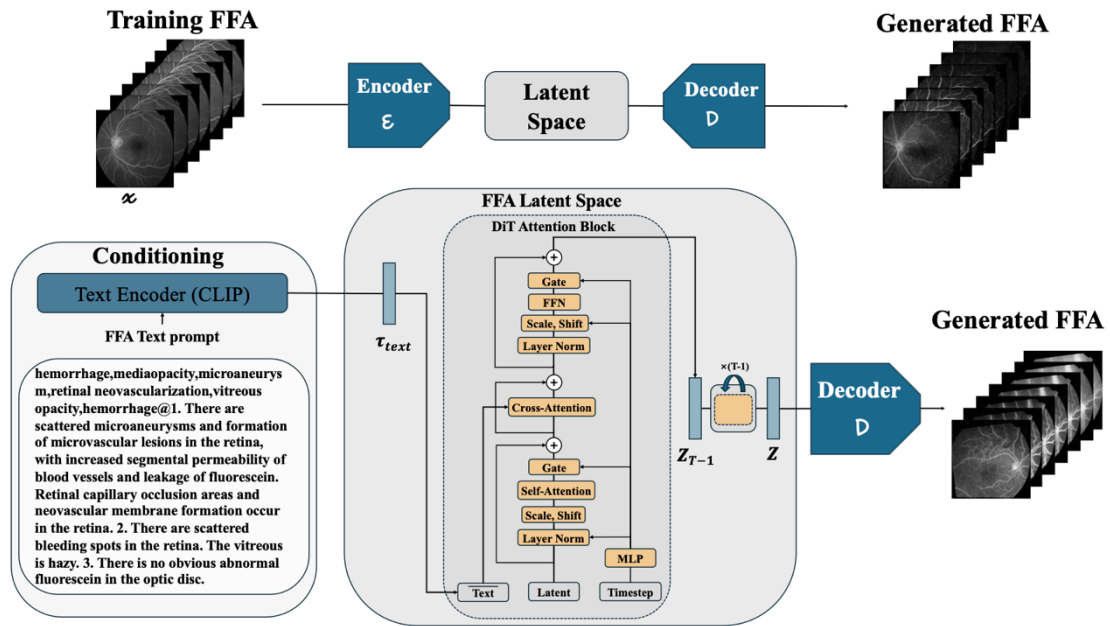 Training FFA
Generated FFA
Encoder
ε
Latent
Space
Decoder
D
x
FFA Latent Space
DiT Attention Block
Conditioning
Text Encoder (CLIP)
FFA Text prompt
hemorrhage,mediaopacity,microaneurys
m,retinal neovascularization,vitreous
opacity,hemorrhage@1. There are
scattered microaneurysms and formation
of microvascular lesions in the retina,
with increased segmental permeability of
blood vessels and leakage of fluorescein.
Retinal capillary occlusion areas and
neovascular membrane formation occur
in the retina. 2. There are scattered
bleeding spots in the retina. The vitreous
is hazy. 3. There is no obvious abnormal
fluorescein in the optic disc.
τtext
+
Gate
FFN
Scale, Shift
Layer Norm
+
Cross-Attention
+
Gate
Self-Attention
Scale, Shift
Layer Norm
MLP
Text
Latent
Timestep
ZT−1
×(T-1)
Z
Decoder
D
Generated FFA